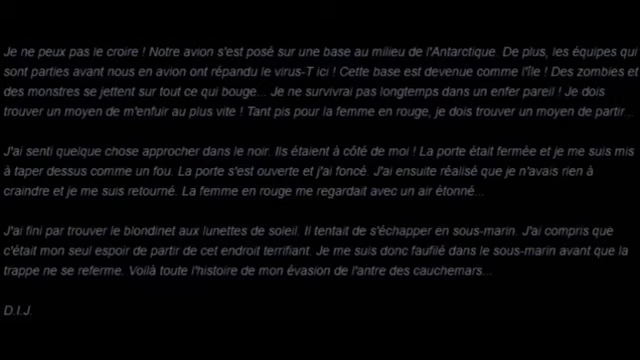 Je ne peux pas le croire ! Notre avion s'est posé sur une base au milieu de l'Antarctique. De plus, les équipes qui
sont parties avant nous en avion ont répandu le virus-T ici ! Cette base est devenue comme l'île ! Des zombies et
des monstres se jettent sur tout ce qui bouge... Je ne survivrai pas longtemps dans un enfer pareil ! Je dois
trouver un moyen de m'enfuir au plus vite ! Tant pis pour la femme en rouge, je dois trouver un moyen de partir...
J'ai senti quelque chose approcher dans le noir. Ils étaient à côté de moi ! La porte était fermée et je me suis mis
à taper dessus comme un fou. La porte s'est ouverte et j'ai foncé. J'ai ensuite réalisé que je n'avais rien à
craindre et je me suis retourné. La femme en rouge me regardait avec un air étonné...
J'ai fini par trouver le blondinet aux lunettes de soleil. Il tentait de s'échapper en sous-marin. J'ai compris que
c'était mon seul espoir de partir de cet endroit terrifiant. Je me suis donc faufilé dans le sous-marin avant que la
trappe ne se referme. Voilà toute l'histoire de mon évasion de l'antre des cauchemars...
D.I.J.